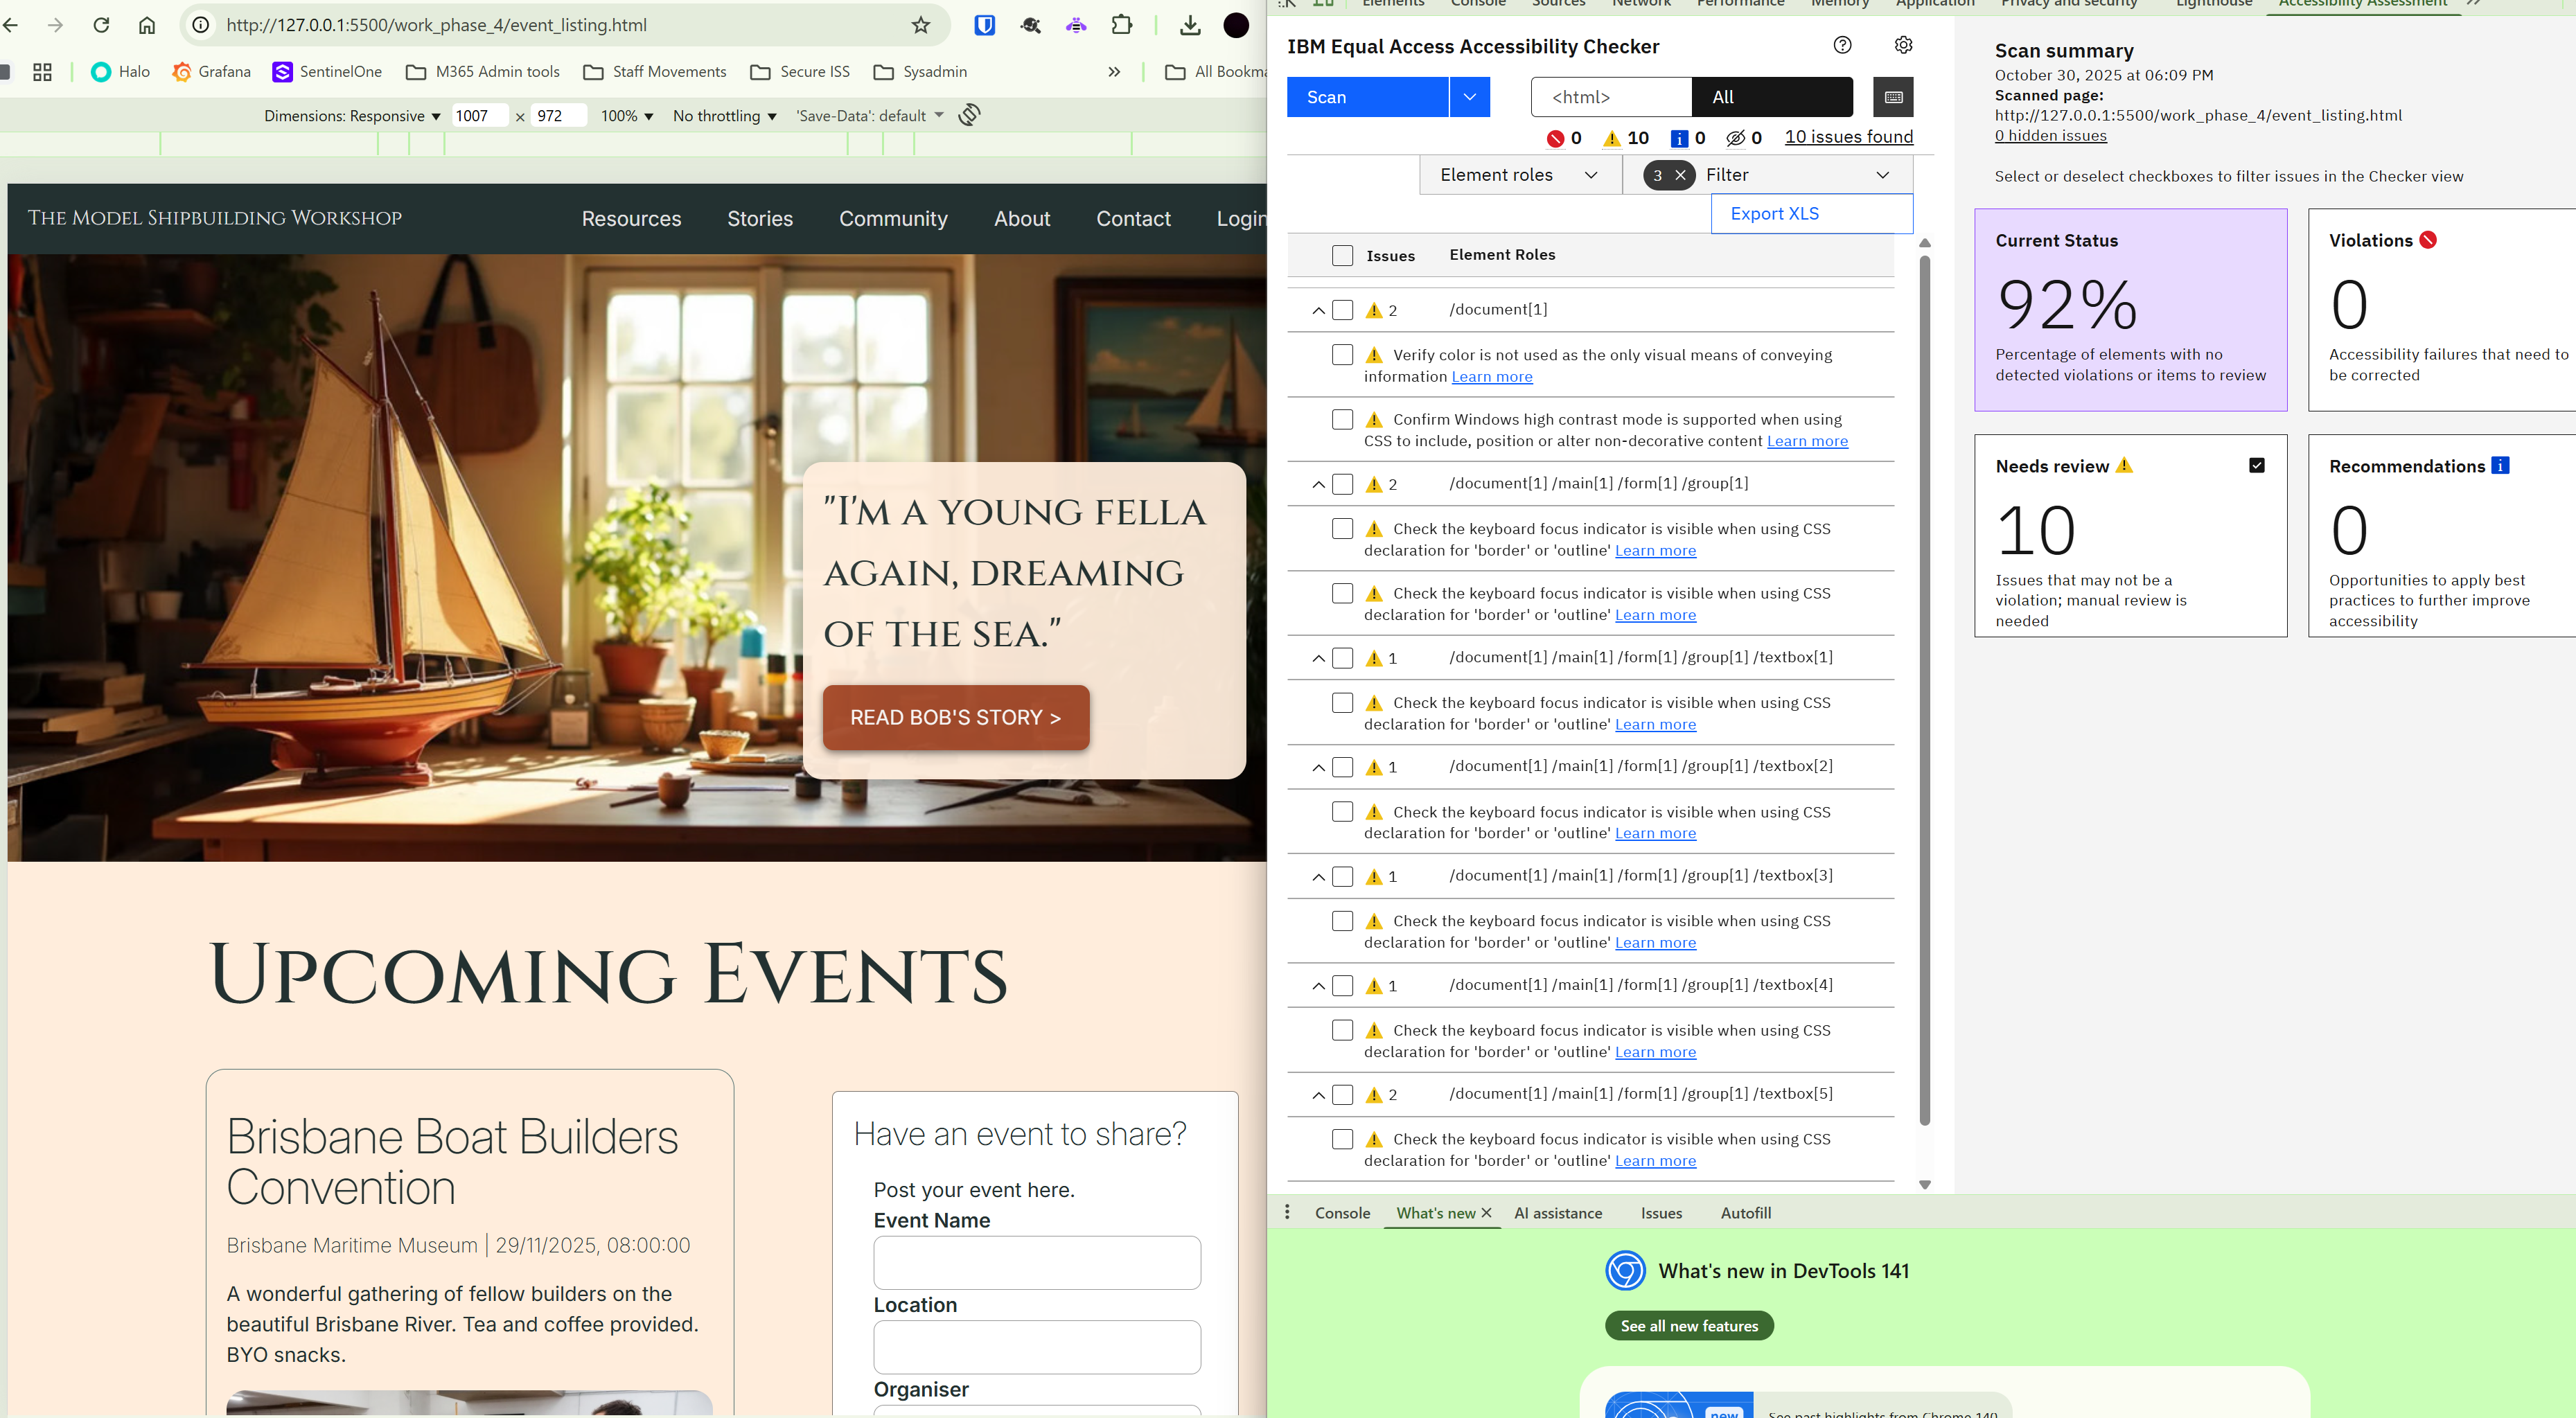 http://127.0.0.1:5500/work_phase_4/event_listing.html
Halo
Grafana
SentinelOne
M365 Admin tools
Staff Movements
Secure ISS
Sysadmin
»
All Bookma
Dimensions: Responsive
1007
×
972
100%
No throttling
'Save-Data': default
The Model Shipbuilding Workshop
Resources
Stories
Community
About
Contact
Login
"I'm a young fella
again, dreaming
of the sea."
READ BOB'S STORY >
Upcoming Events
Brisbane Boat Builders
Convention
Brisbane Maritime Museum | 29/11/2025, 08:00:00
A wonderful gathering of fellow builders on the
beautiful Brisbane River. Tea and coffee provided.
BYO snacks.
Have an event to share?
Post your event here.
Event Name
Location
Organiser
Elements
Console
Sources
Network
Performance
Memory
Application
Privacy and security
Lighthouse
Accessibility Assessment
IBM Equal Access Accessibility Checker
Scan
<html>
All
0
10
0
0
10 issues found
Element roles
3
Filter
Export XLS
Issues
Element Roles
2 /document[1]
Verify color is not used as the only visual means of conveying
information Learn more
Confirm Windows high contrast mode is supported when using
CSS to include, position or alter non-decorative content Learn more
2 /document[1] /main[1] /form[1] /group[1]
Check the keyboard focus indicator is visible when using CSS
declaration for 'border' or 'outline' Learn more
Check the keyboard focus indicator is visible when using CSS
declaration for 'border' or 'outline' Learn more
1 /document[1] /main[1] /form[1] /group[1] /textbox[1]
Check the keyboard focus indicator is visible when using CSS
declaration for 'border' or 'outline' Learn more
1 /document[1] /main[1] /form[1] /group[1] /textbox[2]
Check the keyboard focus indicator is visible when using CSS
declaration for 'border' or 'outline' Learn more
1 /document[1] /main[1] /form[1] /group[1] /textbox[3]
Check the keyboard focus indicator is visible when using CSS
declaration for 'border' or 'outline' Learn more
1 /document[1] /main[1] /form[1] /group[1] /textbox[4]
Check the keyboard focus indicator is visible when using CSS
declaration for 'border' or 'outline' Learn more
2 /document[1] /main[1] /form[1] /group[1] /textbox[5]
Check the keyboard focus indicator is visible when using CSS
declaration for 'border' or 'outline' Learn more
Scan summary
October 30, 2025 at 06:09 PM
Scanned page:
http://127.0.0.1:5500/work_phase_4/event_listing.html
0 hidden issues
Select or deselect checkboxes to filter issues in the Checker view
Current Status
92%
Percentage of elements with no
detected violations or items to review
Violations
0
Accessibility failures that need to
be corrected
Needs review
10
Issues that may not be a
violation; manual review is
needed
Recommendations
0
Opportunities to apply best
practices to further improve
accessibility
Console
What's new
AI assistance
Issues
Autofill
What's new in DevTools 141
See all new features
new
See past highlights from Chrome 140